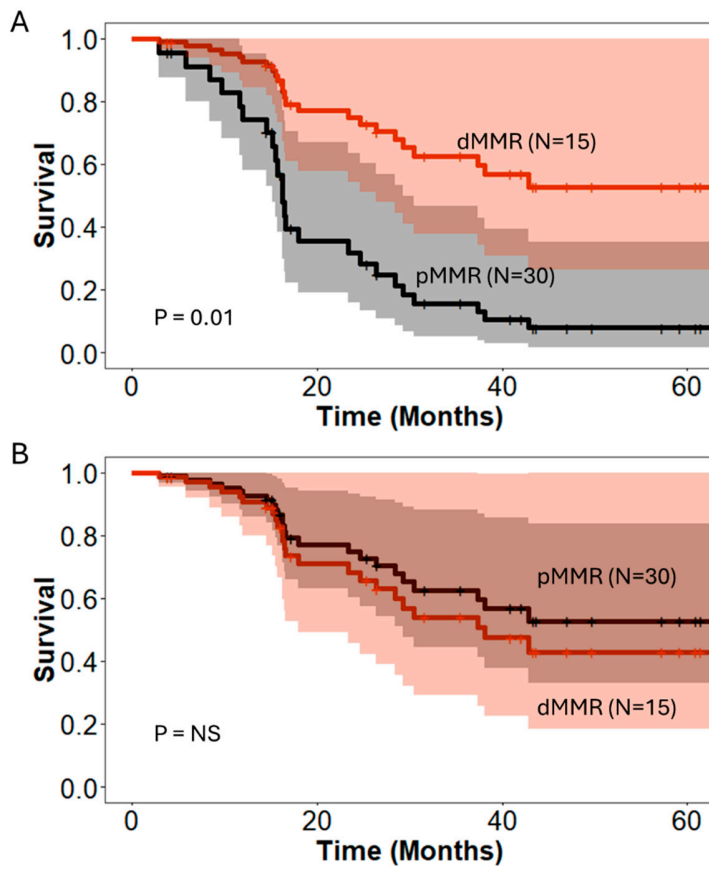 A
Survival
1.0
0.8
0.6
0.4
0.2
0.0
dMMR (N=15)
pMMR (N=30)
P = 0.01
0 20 40 60
Time (Months)
B
Survival
1.0
0.8
0.6
0.4
0.2
0.0
pMMR (N=30)
dMMR (N=15)
P = NS
0 20 40 60
Time (Months)